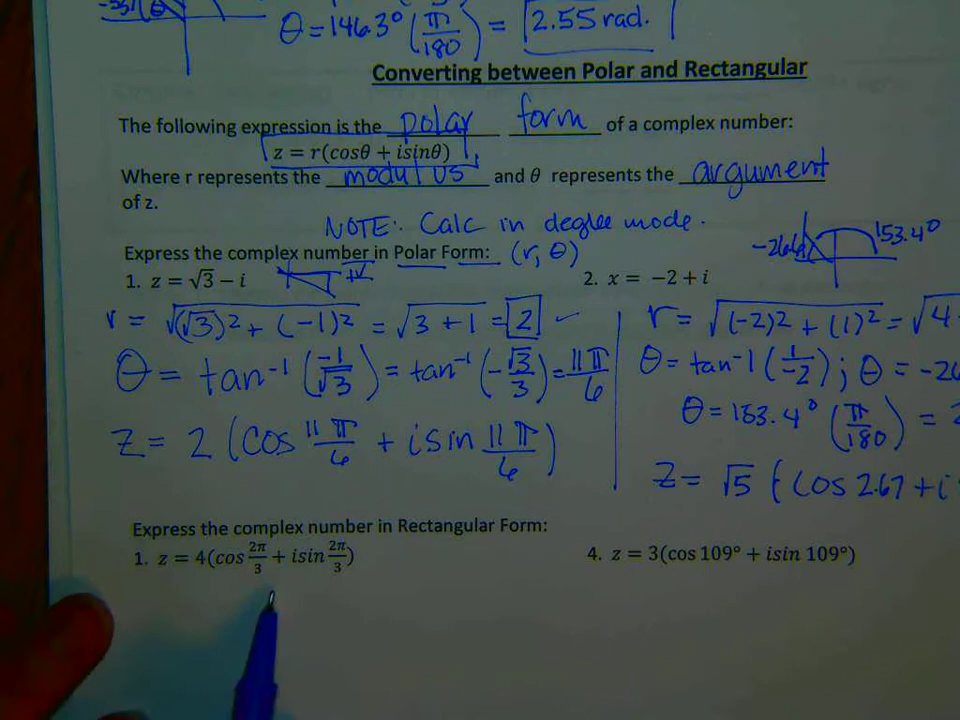 θ = 146.3° (π/180) = 2.55 rad.
Converting between Polar and Rectangular
The following expression is the polar form of a complex number:
z = r(cosθ + isinθ)
Where r represents the modulus and θ represents the argument
of z.
NOTE: Calc in degree mode.
153.4°
Express the complex number in Polar Form: (r, θ)
1. z = √3 − i
2. x = −2 + i
r = √((√3)² + (-1)²) = √3 + 1 = 2
r = √((-2)² + (1)²) = √4
θ = tan⁻¹ (-1/√3) = tan⁻¹ (-√3/3) = 11π/6
θ = tan⁻¹ (1/-2) ; θ = -26
θ = 153.4° (π/180) = 2
z = 2 (cos 11π/6 + i sin 11π/6)
z = √5 (cos 2.67 + i
Express the complex number in Rectangular Form:
1. z = 4(cos 2π/3 + isin 2π/3)
4. z = 3(cos 109° + isin 109°)